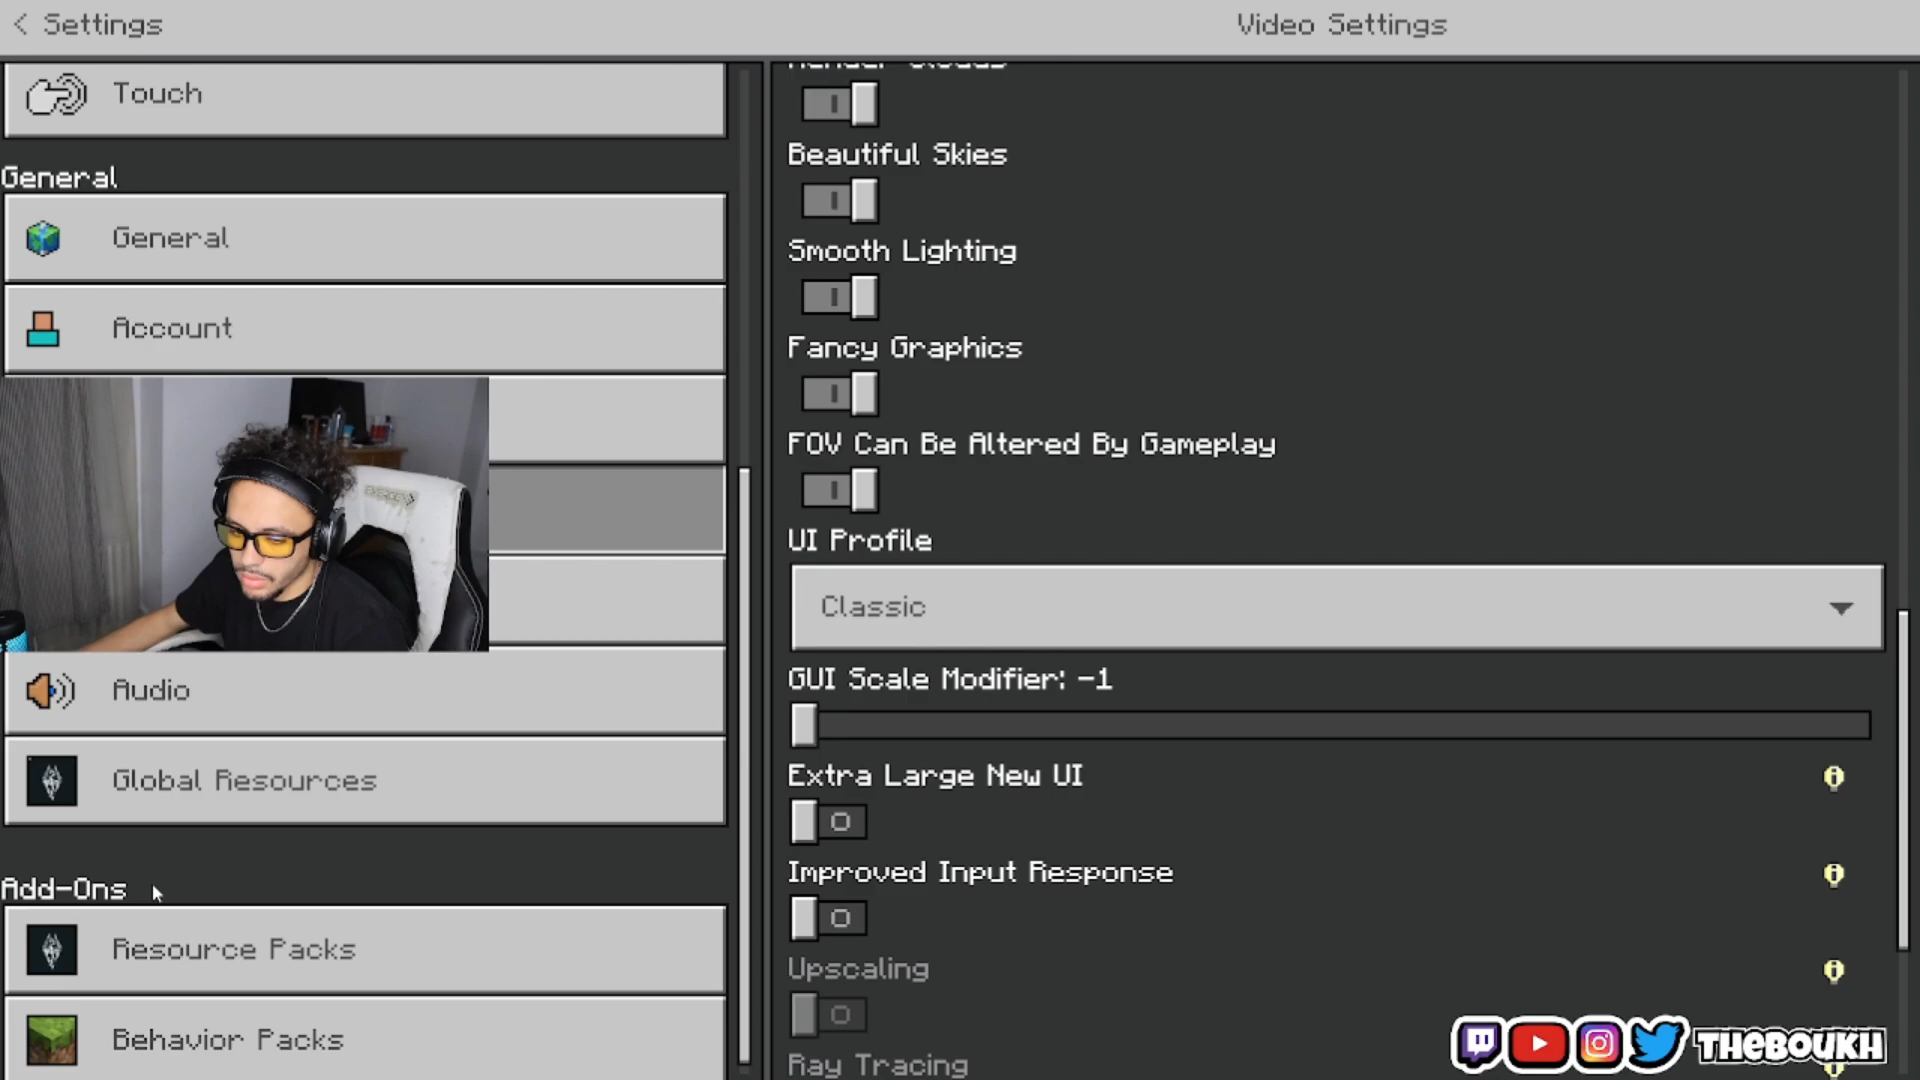 Settings
Video Settings
Touch
General
General
Account
Audio
Global Resources
Add-Ons
Resource Packs
Behavior Packs
Render Clouds
Beautiful Skies
Smooth Lighting
Fancy Graphics
FOV Can Be Altered By Gameplay
UI Profile
Classic
GUI Scale Modifier: -1
Extra Large New UI
Improved Input Response
Upscaling
Ray Tracing
THEBOUKH